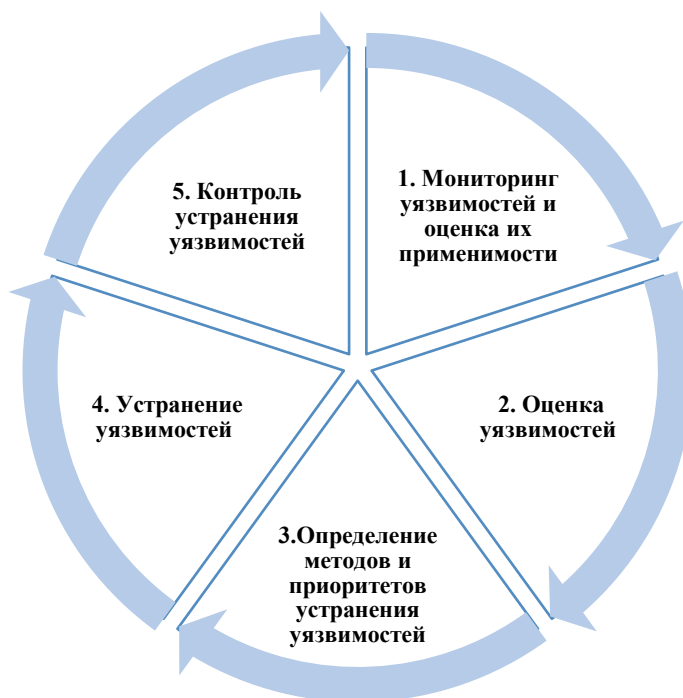 1. Мониторинг
уязвимостей и
оценка их
применимости
2. Оценка
уязвимостей
3.Определение
методов и
приоритетов
устранения
уязвимостей
4. Устранение
уязвимостей
5. Контроль
устранения
уязвимостей